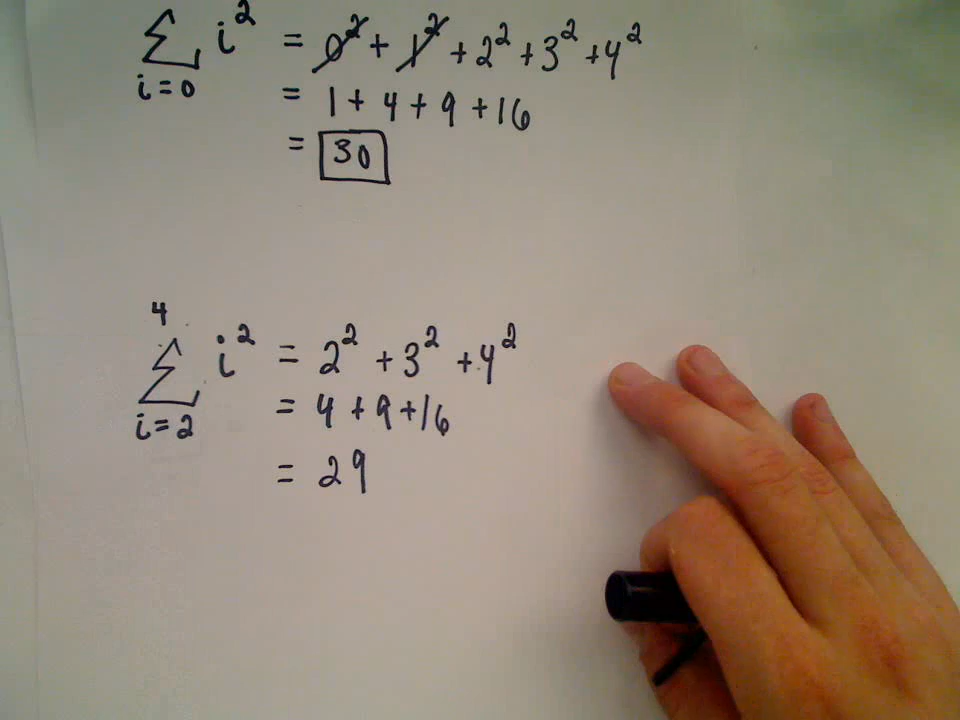 ∑ i² = 0² + 1² + 2² + 3² + 4²
i=0
= 1 + 4 + 9 + 16
= 30
4
∑ i² = 2² + 3² + 4²
i=2
= 4 + 9 + 16
= 29